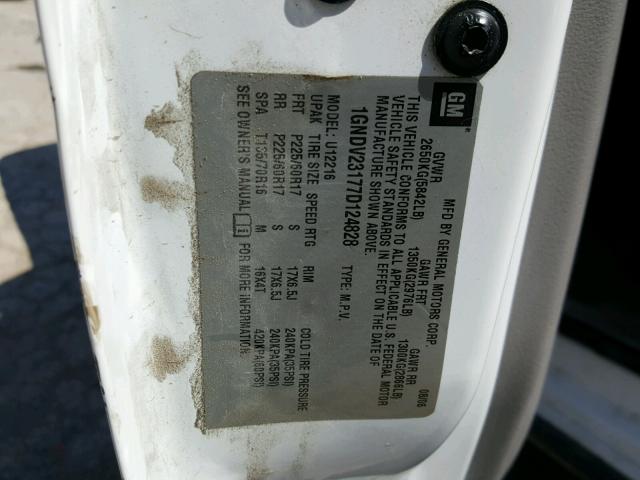 GM
MFD BY GENERAL MOTORS CORP. 08/06
GVWR GAWR FRT GAWR RR
2650KG(5842LB) 1350KG(2976LB) 1300KG(2866LB)
THIS VEHICLE CONFORMS TO ALL APPLICABLE U.S. FEDERAL MOTOR
VEHICLE SAFETY STANDARDS IN EFFECT ON THE DATE OF
MANUFACTURE SHOWN ABOVE.
1GNDV23177D124828 TYPE: M.P.V.
UPAK U12216
TIRE SIZE SPEED RTG RIM COLD TIRE PRESSURE
FRT P225/60R17 S 17X6.5J 240KPA(35PSI)
RR P225/60R17 S 17X6.5J 240KPA(35PSI)
SPA T135/70R16 M 16X4T 420KPA(60PSI)
SEE OWNER'S MANUAL FOR MORE INFORMATION.